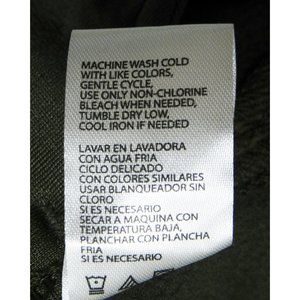 MACHINE WASH COLD
WITH LIKE COLORS,
GENTLE CYCLE,
USE ONLY NON-CHLORINE
BLEACH WHEN NEEDED,
TUMBLE DRY LOW,
COOL IRON IF NEEDED
LAVAR EN LAVADORA
CON AGUA FRIA
CICLO DELICADO
CON COLORES SIMILARES
USAR BLANQUEADOR SIN
CLORO
SI ES NECESARIO
SECAR A MAQUINA CON
TEMPERATURA BAJA,
PLANCHAR CON PLANCHA
FRIA
SI ES NECESARIO